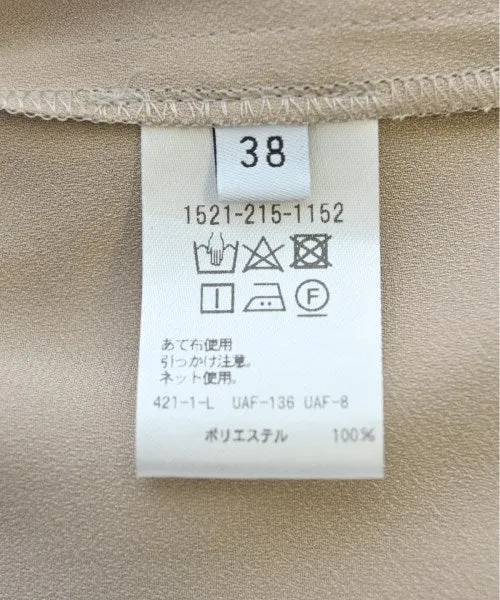 38
1521-215-1152
F
あて布使用
引っかけ注意。
ネット使用。
421-1-L UAF-136 UAF-8
ポリエステル 100%